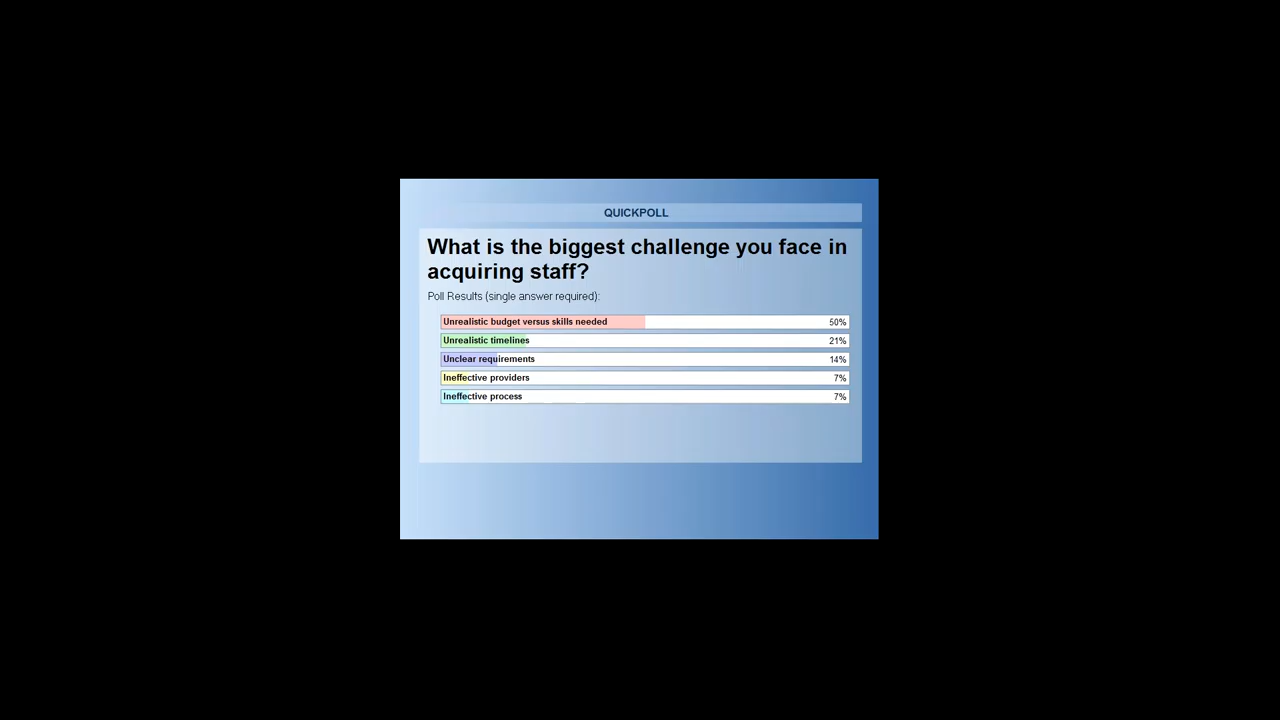 QUICKPOLL
What is the biggest challenge you face in
acquiring staff?
Poll Results (single answer required):
Unrealistic budget versus skills needed 50%
Unrealistic timelines 21%
Unclear requirements 14%
Ineffective providers 7%
Ineffective process 7%